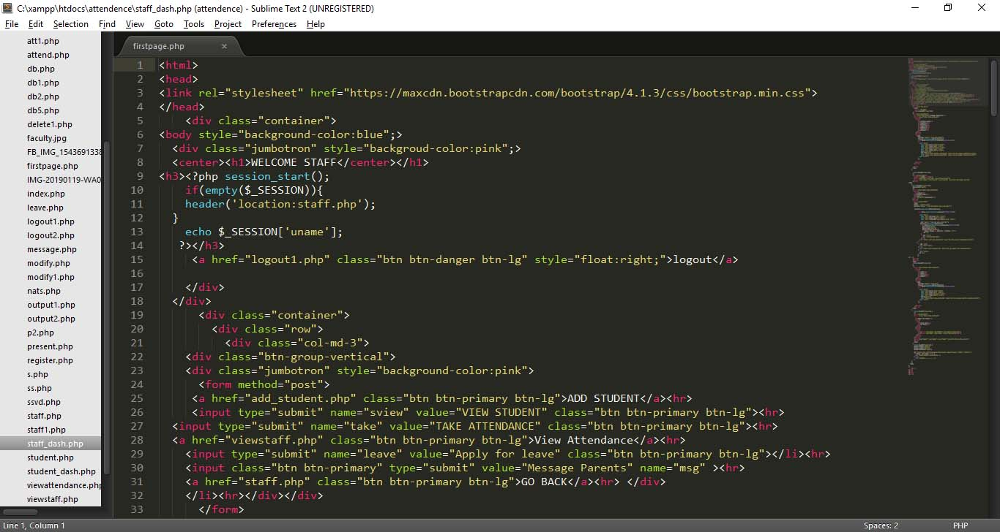 C:\xampp\htdocs\attendence\staff_dash.php (attendence) - Sublime Text 2 (UNREGISTERED)
File Edit Selection Find View Goto Tools Project Preferences Help
att1.php
attend.php
db.php
db1.php
db2.php
db5.php
delete1.php
faculty.jpg
FB_IMG_1543691338
firstpage.php
IMG-20190119-WA0
index.php
leave.php
logout1.php
logout2.php
message.php
modify.php
modify1.php
nats.php
output1.php
output2.php
p2.php
present.php
register.php
s.php
ss.php
ssvd.php
staff.php
staff1.php
staff_dash.php
student.php
student_dash.php
viewattendance.php
viewstaff.php
firstpage.php ×
1 <html>
2 <head>
3 <link rel="stylesheet" href="https://maxcdn.bootstrapcdn.com/bootstrap/4.1.3/css/bootstrap.min.css">
4 </head>
5 <div class="container">
6 <body style="background-color:blue";>
7 <div class="jumbotron" style="backgroud-color:pink";>
8 <center><h1>WELCOME STAFF</center></h1>
9 <h3><?php session_start();
10 if(empty($_SESSION)){
11 header('location:staff.php');
12 }
13 echo $_SESSION['uname'];
14 ?></h3>
15 <a href="logout1.php" class="btn btn-danger btn-lg" style="float:right;">logout</a>
16
17 </div>
18 </div>
19 <div class="container">
20 <div class="row">
21 <div class="col-md-3">
22 <div class="btn-group-vertical">
23 <div class="jumbotron" style="background-color:pink">
24 <form method="post">
25 <a href="add_student.php" class="btn btn-primary btn-lg">ADD STUDENT</a><hr>
26 <input type="submit" name="sview" value="VIEW STUDENT" class="btn btn-primary btn-lg"><hr>
27 <input type="submit" name="take" value="TAKE ATTENDANCE" class="btn btn-primary btn-lg"><hr>
28 <a href="viewstaff.php" class="btn btn-primary btn-lg">View Attendance</a><hr>
29 <input type="submit" name="leave" value="Apply for leave" class="btn btn-primary btn-lg"></li><hr>
30 <input class="btn btn-primary" type="submit" value="Message Parents" name="msg" ><hr>
31 <a href="staff.php" class="btn btn-primary btn-lg">GO BACK</a><hr> </div>
32 </li><hr></div></div>
33 </form>
Line 1, Column 1 Spaces: 2 PHP